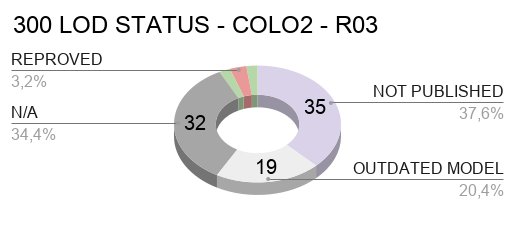 300 LOD STATUS - COLO2 - R03
REPROVED
3,2%
N/A
34,4%
32
35
19
NOT PUBLISHED
37,6%
OUTDATED MODEL
20,4%